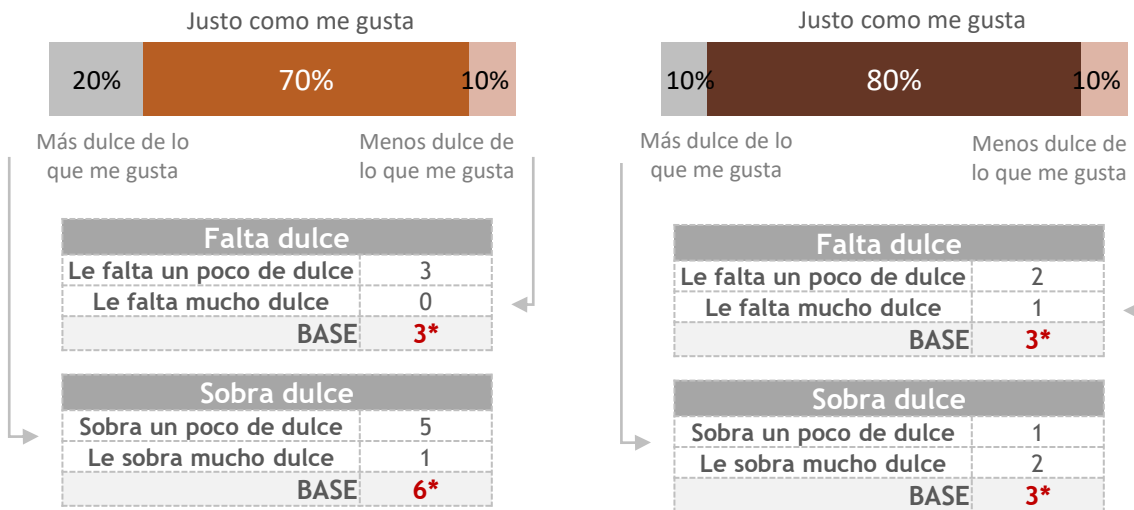 Justo como me gusta
20% 70% 10%
Más dulce de lo que me gusta
Menos dulce de lo que me gusta
Falta dulce
Le falta un poco de dulce 3
Le falta mucho dulce 0
BASE 3*
Sobra dulce
Sobra un poco de dulce 5
Le sobra mucho dulce 1
BASE 6*
Justo como me gusta
10% 80% 10%
Más dulce de lo que me gusta
Menos dulce de lo que me gusta
Falta dulce
Le falta un poco de dulce 2
Le falta mucho dulce 1
BASE 3*
Sobra dulce
Sobra un poco de dulce 1
Le sobra mucho dulce 2
BASE 3*